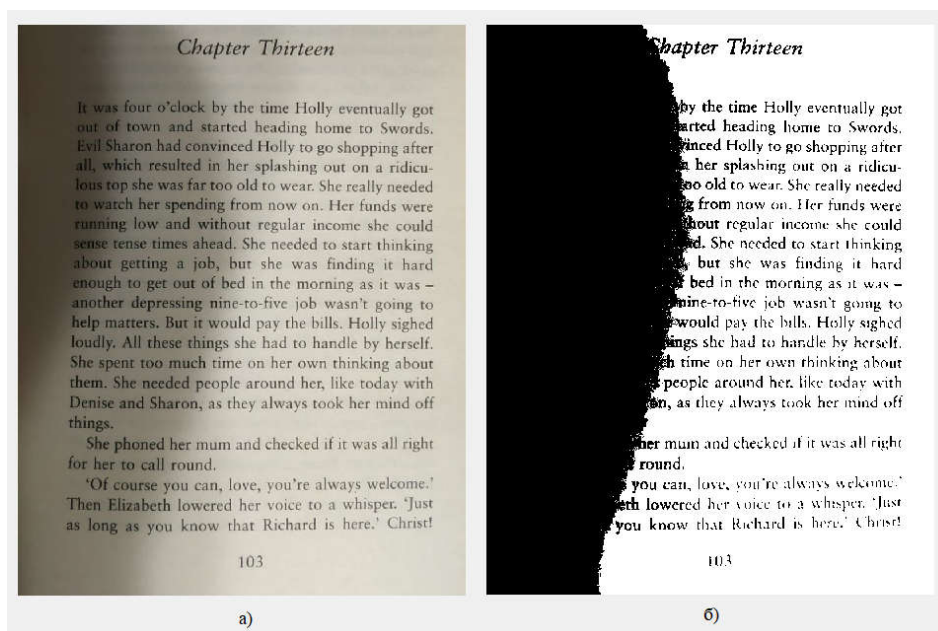 Chapter Thirteen
It was four o'clock by the time Holly eventually got
out of town and started heading home to Swords.
Evil Sharon had convinced Holly to go shopping after
all, which resulted in her splashing out on a ridicu-
lous top she was far too old to wear. She really needed
to watch her spending from now on. Her funds were
running low and without regular income she could
sense tense times ahead. She needed to start thinking
about getting a job, but she was finding it hard
enough to get out of bed in the morning as it was –
another depressing nine-to-five job wasn't going to
help matters. But it would pay the bills. Holly sighed
loudly. All these things she had to handle by herself.
She spent too much time on her own thinking about
them. She needed people around her, like today with
Denise and Sharon, as they always took her mind off
things.
She phoned her mum and checked if it was all right
for her to call round.
'Of course you can, love, you're always welcome.'
Then Elizabeth lowered her voice to a whisper. 'Just
as long as you know that Richard is here.' Christ!
103
а)
hapter Thirteen
by the time Holly eventually got
arted heading home to Swords.
inced Holly to go shopping after
her splashing out on a ridicu-
oo old to wear. She really needed
g from now on. Her funds were
hout regular income she could
d. She needed to start thinking
, but she was finding it hard
bed in the morning as it was –
nine-to-five job wasn't going to
would pay the bills. Holly sighed
ings she had to handle by herself.
h time on her own thinking about
people around her, like today with
on, as they always took her mind off
her mum and checked if it was all right
round.
you can, love, you're always welcome.'
eth lowered her voice to a whisper. 'Just
you know that Richard is here.' Christ!
103
б)